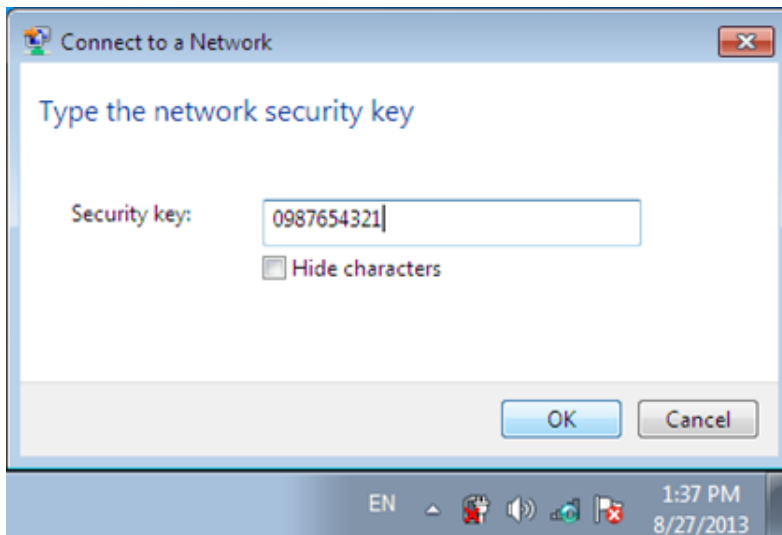 Connect to a Network
Type the network security key
Security key: 0987654321
Hide characters
OK Cancel
EN 1:37 PM
8/27/2013